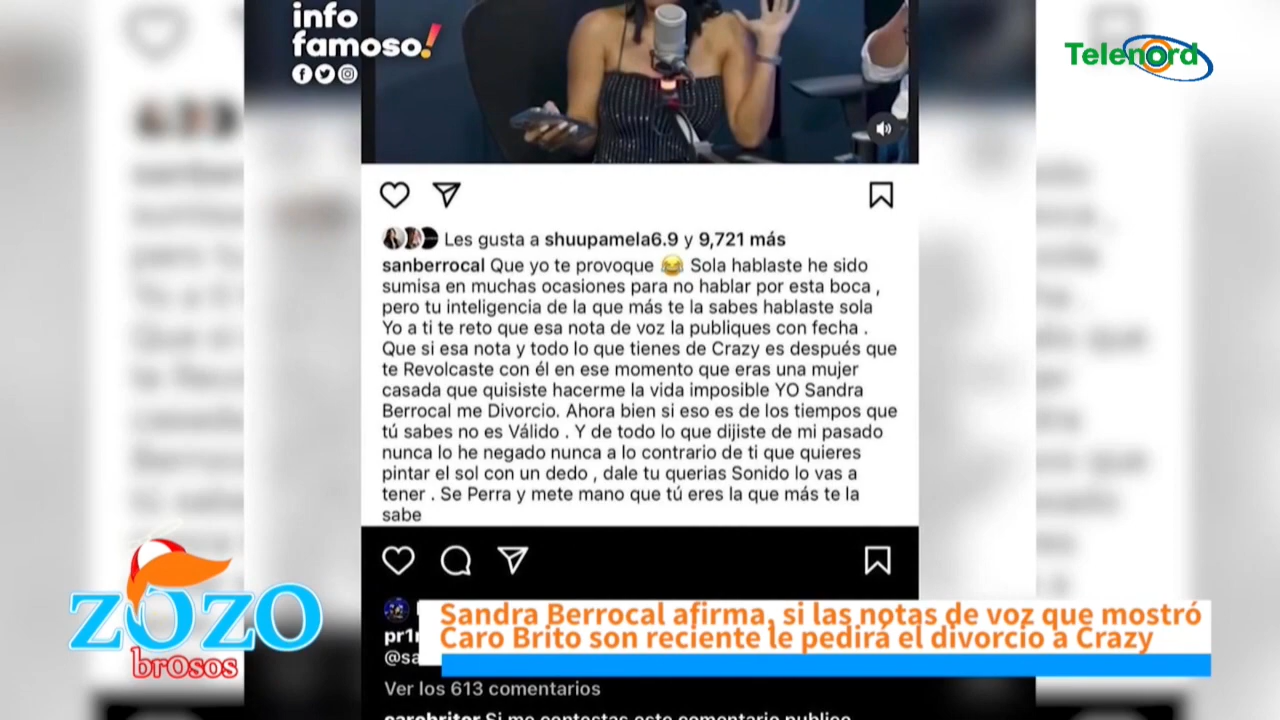 info
famoso!
Telenord
Les gusta a shuupamela6.9 y 9,721 más
sanberrocal Que yo te provoque 😂 Sola hablaste he sido
sumisa en muchas ocasiones para no hablar por esta boca ,
pero tu inteligencia de la que más te la sabes hablaste sola
Yo a ti te reto que esa nota de voz la publiques con fecha .
Que si esa nota y todo lo que tienes de Crazy es después que
te Revolcaste con él en ese momento que eras una mujer
casada que quisiste hacerme la vida imposible YO Sandra
Berrocal me Divorcio. Ahora bien si eso es de los tiempos que
tú sabes no es Válido . Y de todo lo que dijiste de mi pasado
nunca lo he negado nunca a lo contrario de ti que quieres
pintar el sol con un dedo , dale tu querias Sonido lo vas a
tener . Se Perra y mete mano que tú eres la que más te la
sabe
ZOZO
brOsos
Sandra Berrocal afirma, si las notas de voz que mostró
Caro Brito son reciente le pedirá el divorcio a Crazy
Ver los 613 comentarios
carobritor Si me contestas este comentario publico